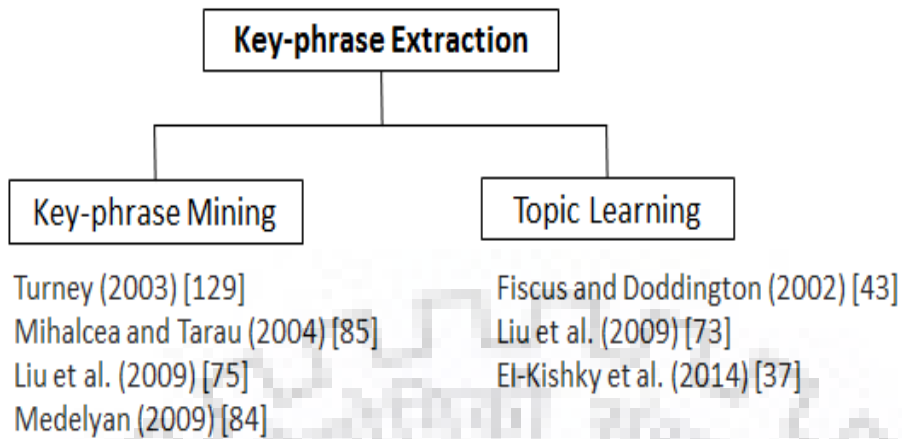 Key-phrase Extraction
Key-phrase Mining
Topic Learning
Turney (2003) [129]
Mihalcea and Tarau (2004) [85]
Liu et al. (2009) [75]
Medelyan (2009) [84]
Fiscus and Doddington (2002) [43]
Liu et al. (2009) [73]
El-Kishky et al. (2014) [37]